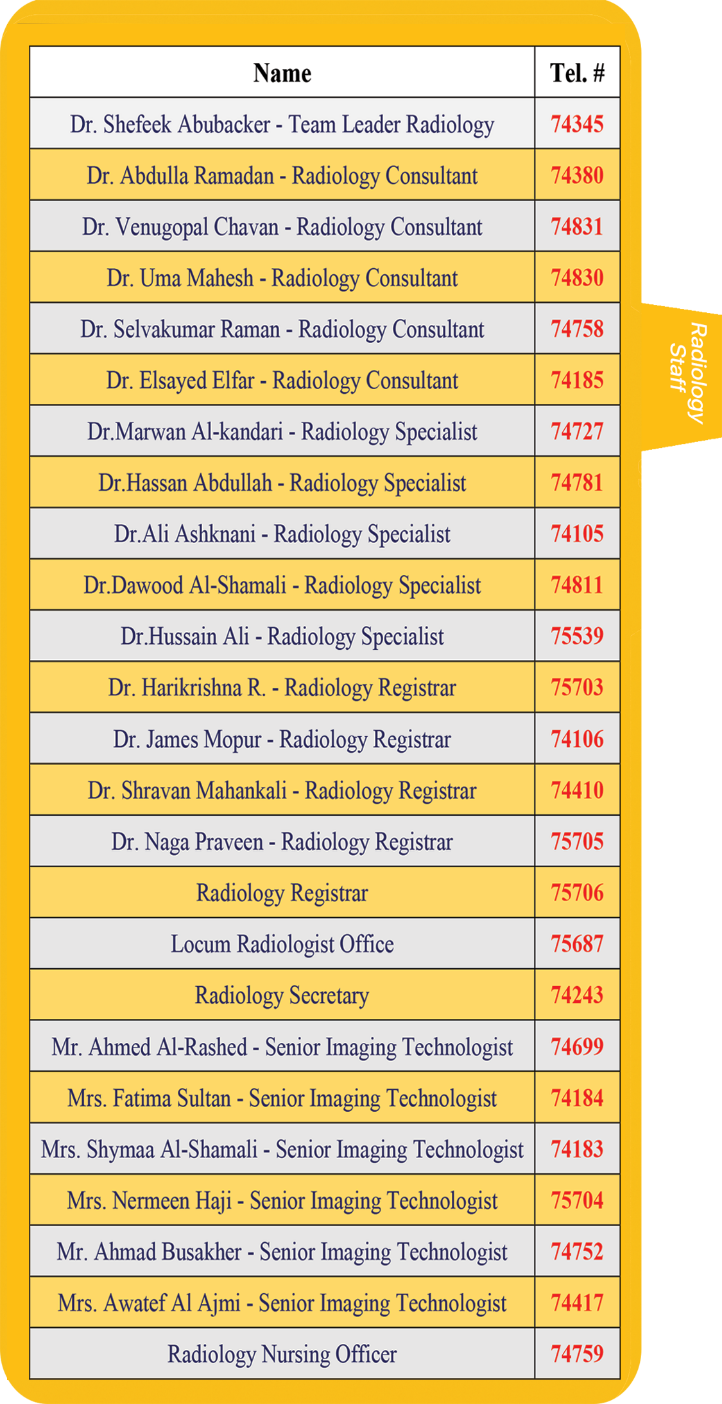 Name Tel. #
Dr. Shefeek Abubacker - Team Leader Radiology 74345
Dr. Abdulla Ramadan - Radiology Consultant 74380
Dr. Venugopal Chavan - Radiology Consultant 74831
Dr. Uma Mahesh - Radiology Consultant 74830
Dr. Selvakumar Raman - Radiology Consultant 74758
Dr. Elsayed Elfar - Radiology Consultant 74185
Dr.Marwan Al-kandari - Radiology Specialist 74727
Dr.Hassan Abdullah - Radiology Specialist 74781
Dr.Ali Ashknani - Radiology Specialist 74105
Dr.Dawood Al-Shamali - Radiology Specialist 74811
Dr.Hussain Ali - Radiology Specialist 75539
Dr. Harikrishna R. - Radiology Registrar 75703
Dr. James Mopur - Radiology Registrar 74106
Dr. Shravan Mahankali - Radiology Registrar 74410
Dr. Naga Praveen - Radiology Registrar 75705
Radiology Registrar 75706
Locum Radiologist Office 75687
Radiology Secretary 74243
Mr. Ahmed Al-Rashed - Senior Imaging Technologist 74699
Mrs. Fatima Sultan - Senior Imaging Technologist 74184
Mrs. Shymaa Al-Shamali - Senior Imaging Technologist 74183
Mrs. Nermeen Haji - Senior Imaging Technologist 75704
Mr. Ahmad Busakher - Senior Imaging Technologist 74752
Mrs. Awatef Al Ajmi - Senior Imaging Technologist 74417
Radiology Nursing Officer 74759
Radiology
Staff